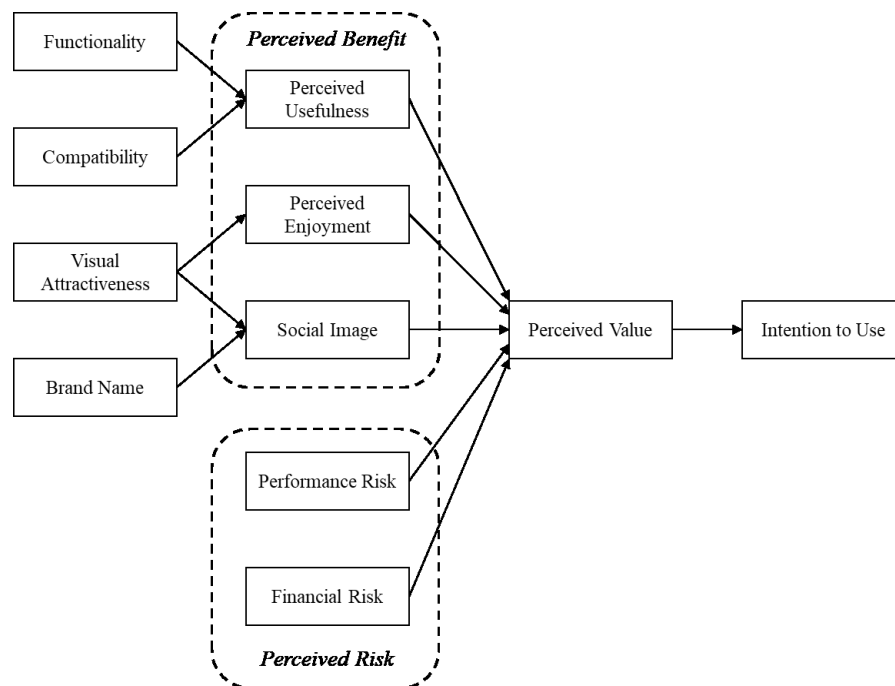 Functionality
Compatibility
Visual
Attractiveness
Brand Name
Perceived Benefit
Perceived
Usefulness
Perceived
Enjoyment
Social Image
Performance Risk
Financial Risk
Perceived Risk
Perceived Value
Intention to Use